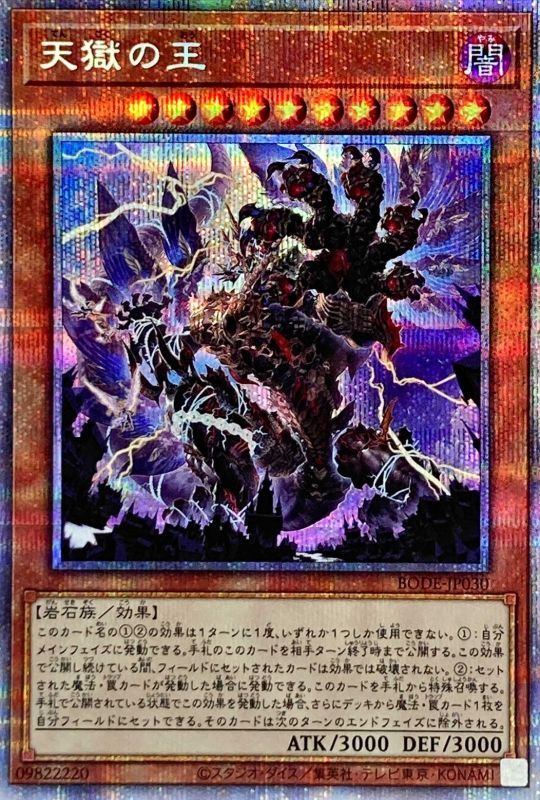 天獄の王
闇
BODE-JP030
【岩石族／効果】
このカード名の①②の効果は１ターンに１度、いずれか１つしか使用できない。①：自分
メインフェイズに発動できる。手札のこのカードを相手ターン終了時まで公開する。この効果
で公開し続けている間、フィールドにセットされたカードは効果では破壊されない。②：セット
された魔法・罠カードが発動した場合に発動できる。このカードを手札から特殊召喚する。
手札で公開されている状態でこの効果を発動した場合、さらにデッキから魔法・罠カード１枚を
自分フィールドにセットできる。そのカードは次のターンのエンドフェイズに除外される。
ATK/3000 DEF/3000
09822220
©スタジオ・ダイス／集英社・テレビ東京・KONAMI